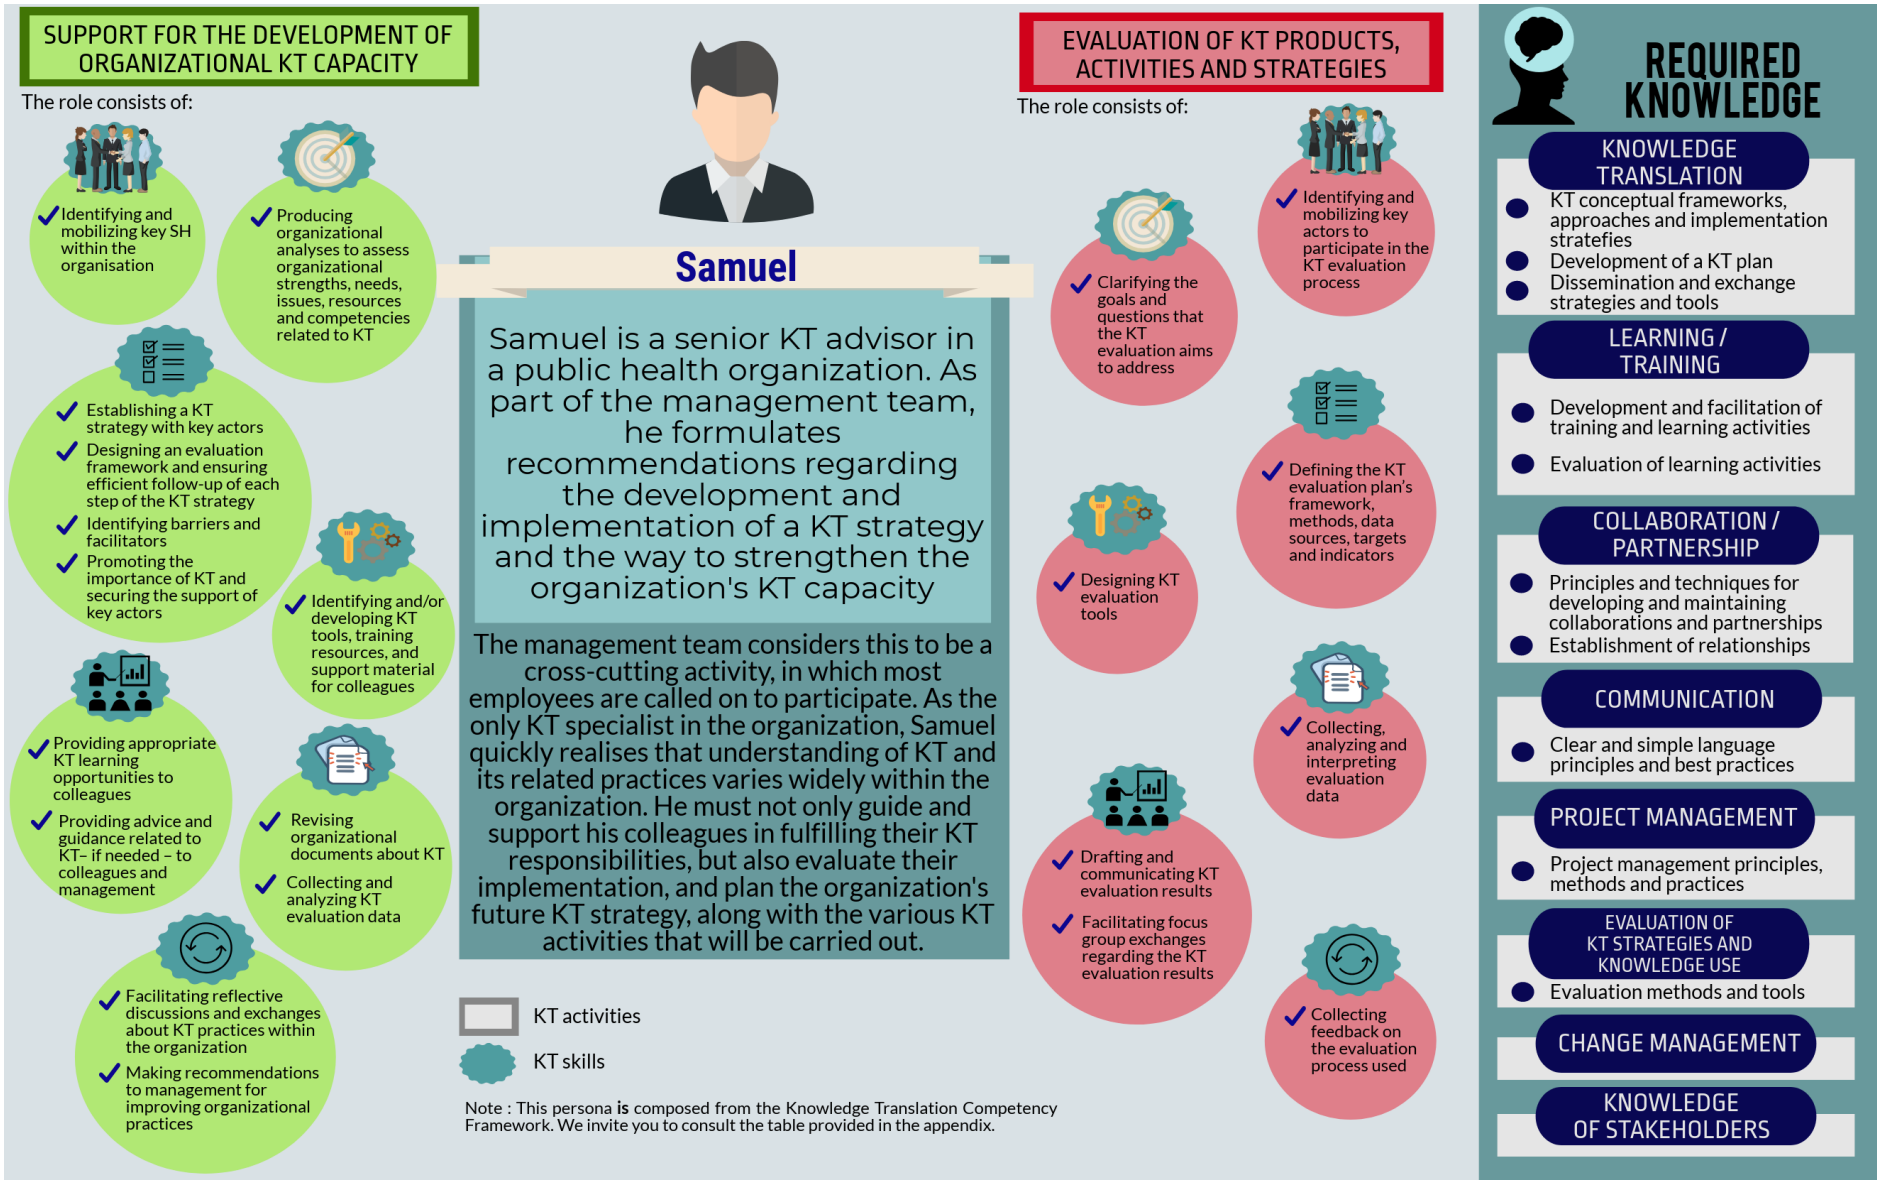 SUPPORT FOR THE DEVELOPMENT OF
ORGANIZATIONAL KT CAPACITY
The role consists of:
Identifying and
mobilizing key SH
within the
organisation
Producing
organizational
analyses to assess
organizational
strengths, needs,
issues, resources
and competencies
related to KT
Establishing a KT
strategy with key actors
Designing an evaluation
framework and ensuring
efficient follow-up of each
step of the KT strategy
Identifying barriers and
facilitators
Promoting the
importance of KT and
securing the support of
key actors
Identifying and/or
developing KT
tools, training
resources, and
support material
for colleagues
Providing appropriate
KT learning
opportunities to
colleagues
Providing advice and
guidance related to
KT– if needed – to
colleagues and
management
Revising
organizational
documents about KT
Collecting and
analyzing KT
evaluation data
Facilitating reflective
discussions and exchanges
about KT practices within
the organization
Making recommendations
to management for
improving organizational
practices
Samuel
Samuel is a senior KT advisor in
a public health organization. As
part of the management team,
he formulates
recommendations regarding
the development and
implementation of a KT strategy
and the way to strengthen the
organization's KT capacity
The management team considers this to be a
cross-cutting activity, in which most
employees are called on to participate. As the
only KT specialist in the organization, Samuel
quickly realises that understanding of KT and
its related practices varies widely within the
organization. He must not only guide and
support his colleagues in fulfilling their KT
responsibilities, but also evaluate their
implementation, and plan the organization's
future KT strategy, along with the various KT
activities that will be carried out.
KT activities
KT skills
Note : This persona is composed from the Knowledge Translation Competency
Framework. We invite you to consult the table provided in the appendix.
EVALUATION OF KT PRODUCTS,
ACTIVITIES AND STRATEGIES
The role consists of:
Identifying and
mobilizing key
actors to
participate in the
KT evaluation
process
Clarifying the
goals and
questions that
the KT
evaluation aims
to address
Defining the KT
evaluation plan's
framework,
methods, data
sources, targets
and indicators
Designing KT
evaluation
tools
Collecting,
analyzing and
interpreting
evaluation
data
Drafting and
communicating KT
evaluation results
Facilitating focus
group exchanges
regarding the KT
evaluation results
Collecting
feedback on
the evaluation
process used
REQUIRED
KNOWLEDGE
KNOWLEDGE
TRANSLATION
KT conceptual frameworks,
approaches and implementation
stratefies
Development of a KT plan
Dissemination and exchange
strategies and tools
LEARNING /
TRAINING
Development and facilitation of
training and learning activities
Evaluation of learning activities
COLLABORATION /
PARTNERSHIP
Principles and techniques for
developing and maintaining
collaborations and partnerships
Establishment of relationships
COMMUNICATION
Clear and simple language
principles and best practices
PROJECT MANAGEMENT
Project management principles,
methods and practices
EVALUATION OF
KT STRATEGIES AND
KNOWLEDGE USE
Evaluation methods and tools
CHANGE MANAGEMENT
KNOWLEDGE
OF STAKEHOLDERS